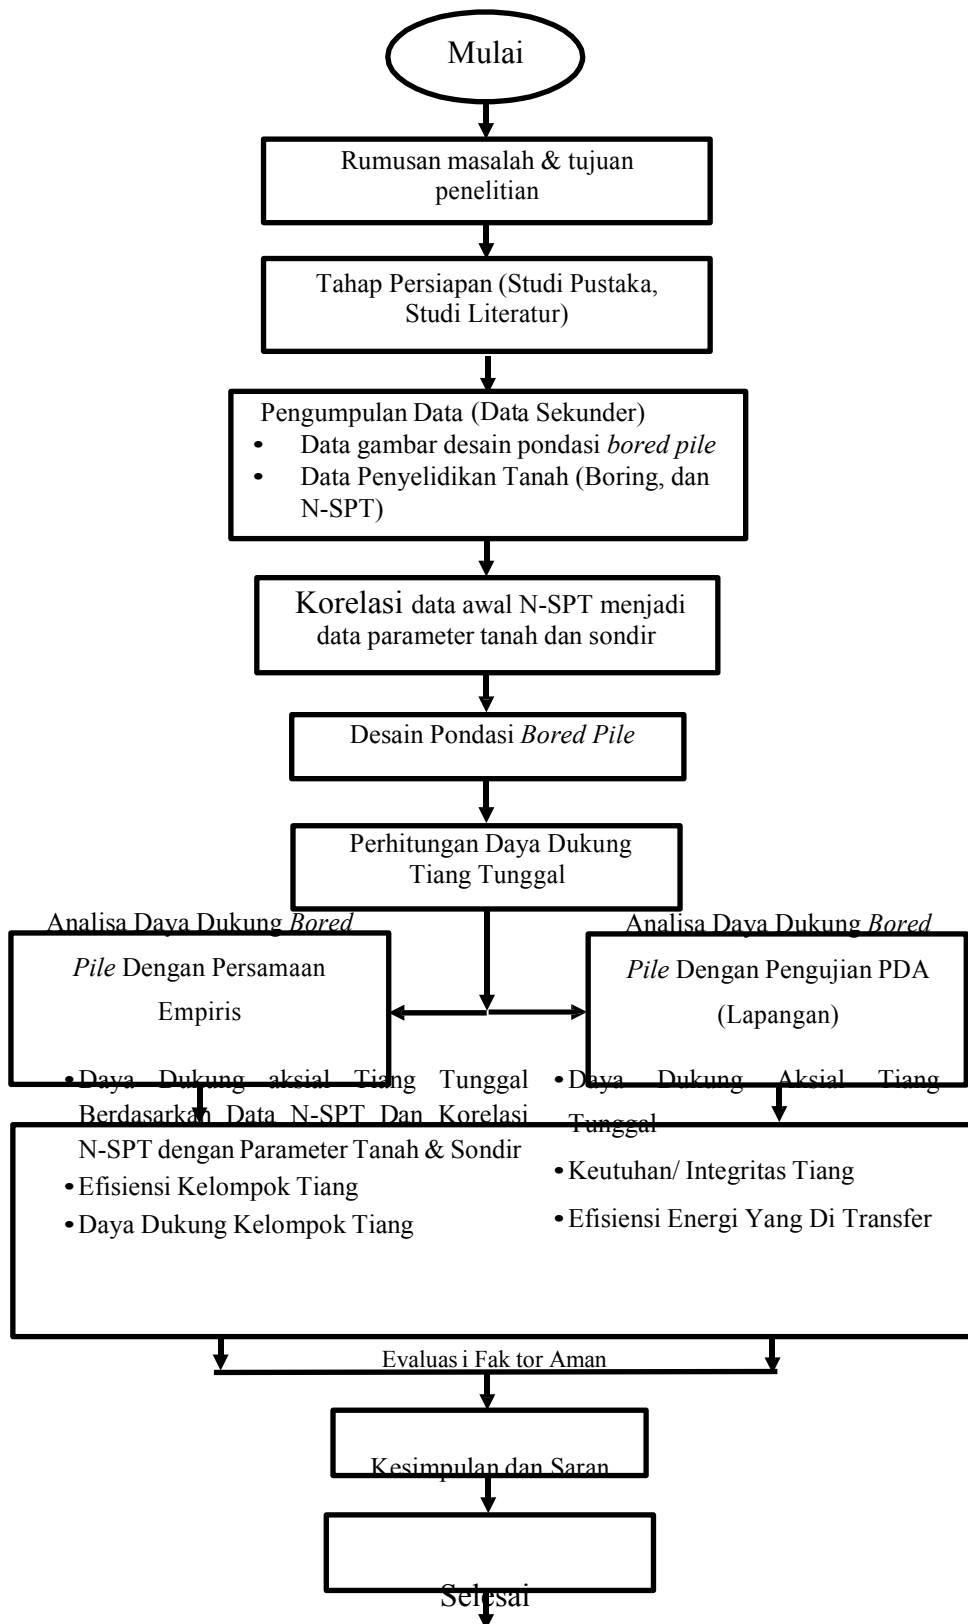 Mulai
Rumusan masalah & tujuan
penelitian
Tahap Persiapan (Studi Pustaka,
Studi Literatur)
Pengumpulan Data (Data Sekunder)
• Data gambar desain pondasi bored pile
• Data Penyelidikan Tanah (Boring, dan
N-SPT)
Korelasi data awal N-SPT menjadi
data parameter tanah dan sondir
Desain Pondasi Bored Pile
Perhitungan Daya Dukung
Tiang Tunggal
Analisa Daya Dukung Bored
Pile Dengan Persamaan
Empiris
Analisa Daya Dukung Bored
Pile Dengan Pengujian PDA
(Lapangan)
• Daya Dukung aksial Tiang Tunggal
Berdasarkan Data N-SPT Dan Korelasi
N-SPT dengan Parameter Tanah & Sondir
• Efisiensi Kelompok Tiang
• Daya Dukung Kelompok Tiang
• Daya Dukung Aksial Tiang
Tunggal
• Keutuhan/ Integritas Tiang
• Efisiensi Energi Yang Di Transfer
Evaluas i Fak tor Aman
Kesimpulan dan Saran
Selesai